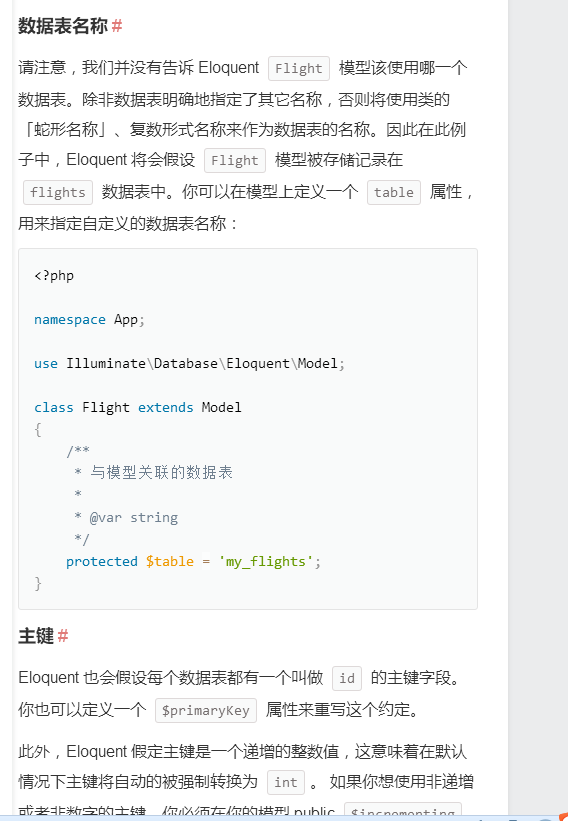 数据表名称 #
请注意，我们并没有告诉 Eloquent Flight 模型该使用哪一个
数据表。除非数据表明确地指定了其它名称，否则将使用类的
「蛇形名称」、复数形式名称来作为数据表的名称。因此在此例
子中，Eloquent 将会假设 Flight 模型被存储记录在
flights 数据表中。你可以在模型上定义一个 table 属性，
用来指定自定义的数据表名称：
<?php
namespace App;
use Illuminate\Database\Eloquent\Model;
class Flight extends Model
{
/**
* 与模型关联的数据表
*
* @var string
*/
protected $table = 'my_flights';
}
主键 #
Eloquent 也会假设每个数据表都有一个叫做 id 的主键字段。
你也可以定义一个 $primaryKey 属性来重写这个约定。
此外，Eloquent 假定主键是一个递增的整数值，这意味着在默认
情况下主键将自动的被强制转换为 int 。 如果你想使用非递增
或者非数字的主键，你必须在你的模型 public $incrementing